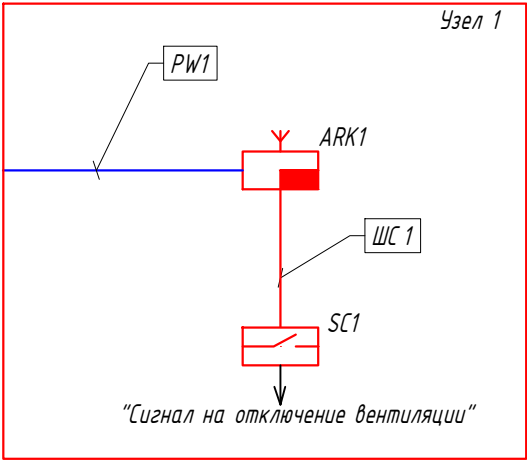 Узел 1
PW1
ARK1
ШС 1
SC1
"Сигнал на отключение вентиляции"